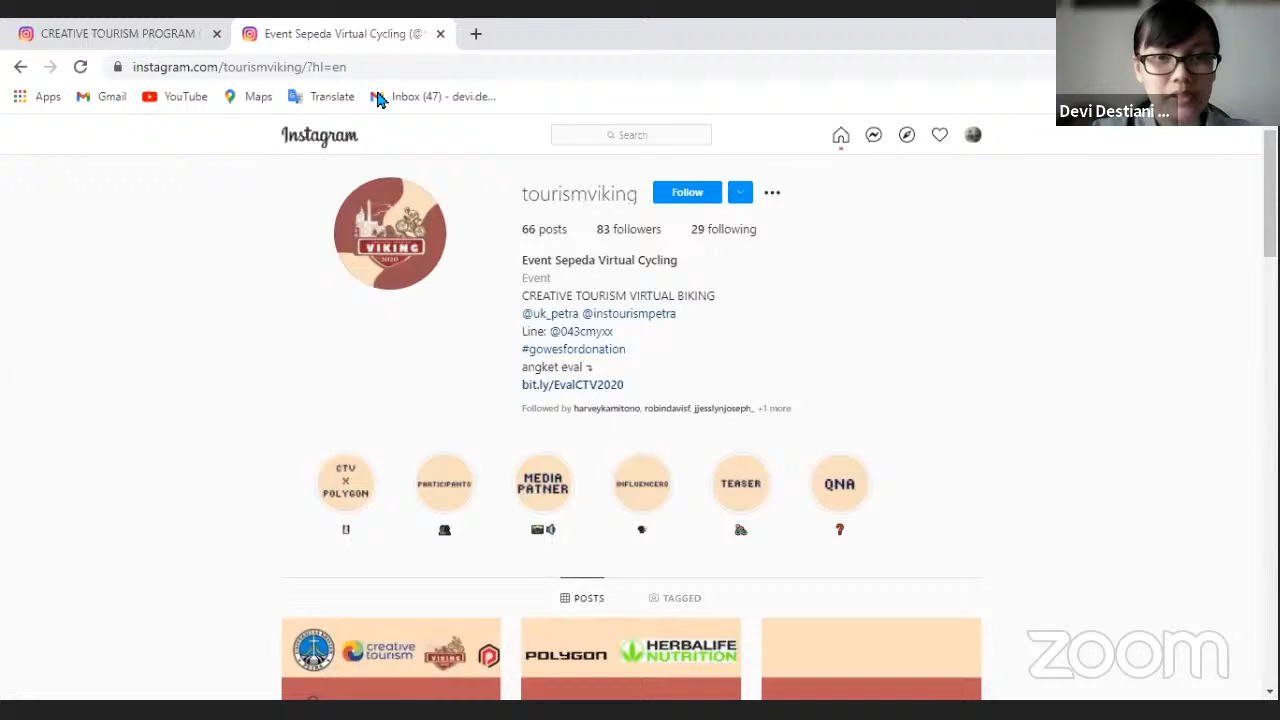 CREATIVE TOURISM PROGRAM (
Event Sepeda Virtual Cycling (@
instagram.com/tourismviking/?hl=en
Apps
Gmail
YouTube
Maps
Translate
Inbox (47) - devi.de...
Devi Destiani ...
Instagram
Search
tourismviking
Follow
66 posts
83 followers
29 following
Event Sepeda Virtual Cycling
Event
CREATIVE TOURISM VIRTUAL BIKING
@uk_petra @instourismpetra
Line: @043cmyxx
#gowesfordonation
angket eval
bit.ly/EvalCTV2020
Followed by harveykamitono, robindavisf, jjesslynjoseph_ +1 more
VIKING
2020
CTV
X
POLYGON
PARTICIPANTS
MEDIA
PATNER
INFLUENCERS
TEASER
QNA
POSTS
TAGGED
creative
tourism
VIKING
POLYGON
HERBALIFE
NUTRITION
zoom